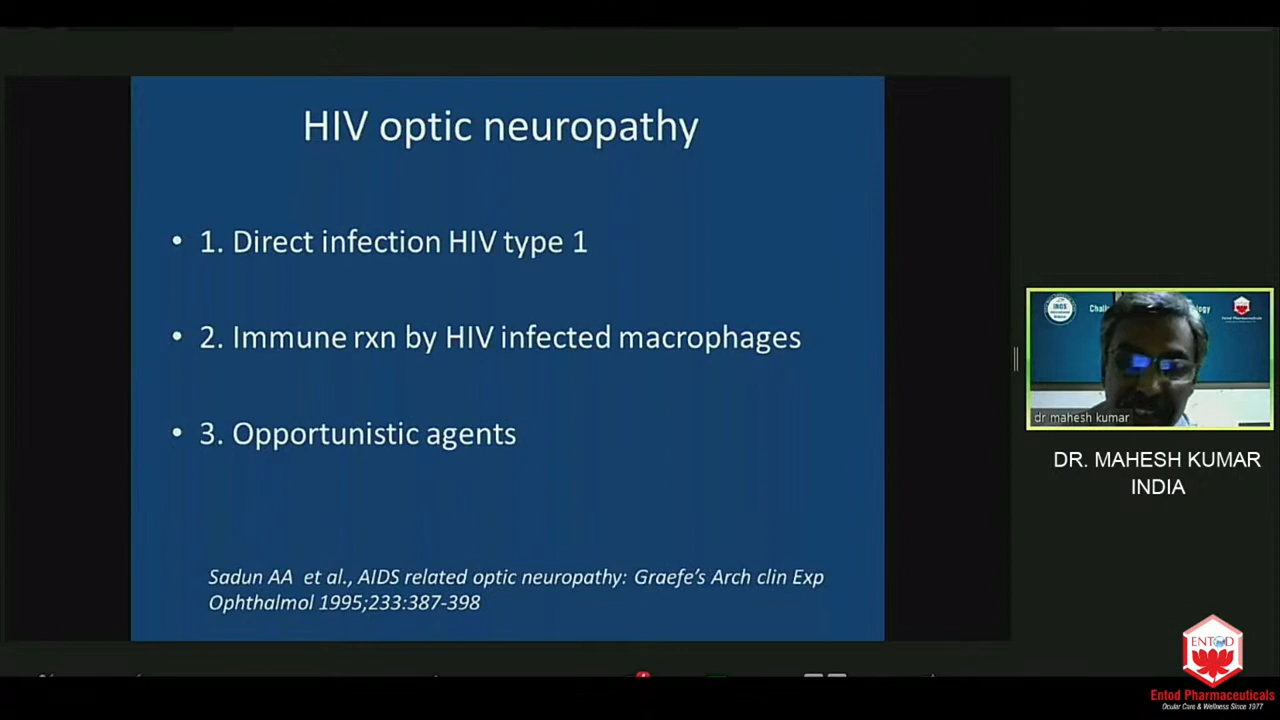 HIV optic neuropathy
• 1. Direct infection HIV type 1
• 2. Immune rxn by HIV infected macrophages
• 3. Opportunistic agents
Sadun AA et al., AIDS related optic neuropathy: Graefe's Arch clin Exp
Ophthalmol 1995;233:387-398
dr mahesh kumar
DR. MAHESH KUMAR
INDIA
ENTOD
Entod Pharmaceuticals
Ocular Care & Wellness Since 1977